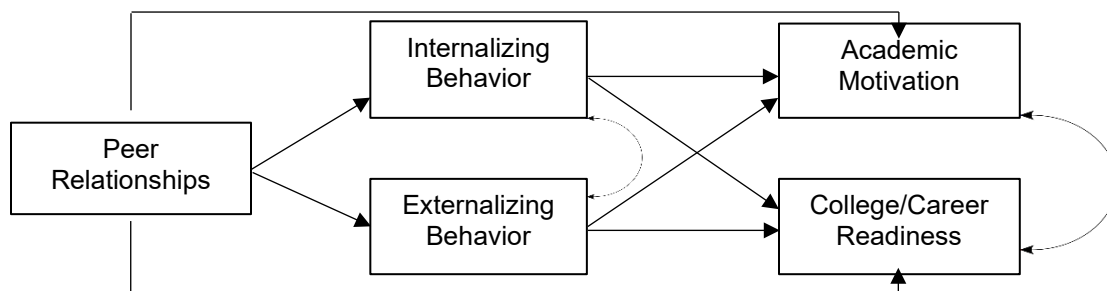 Internalizing
Behavior
Academic
Motivation
Peer
Relationships
Externalizing
Behavior
College/Career
Readiness